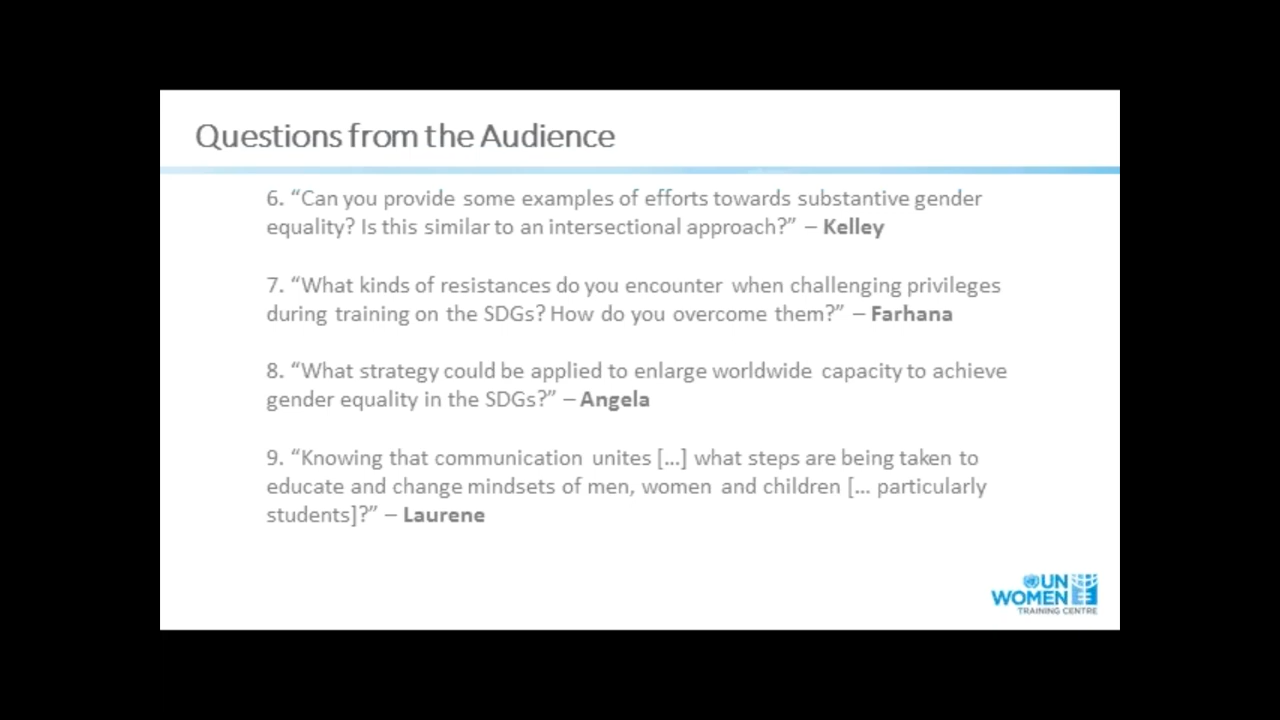 Questions from the Audience
6. “Can you provide some examples of efforts towards substantive gender
equality? Is this similar to an intersectional approach?” – Kelley
7. “What kinds of resistances do you encounter when challenging privileges
during training on the SDGs? How do you overcome them?” – Farhana
8. “What strategy could be applied to enlarge worldwide capacity to achieve
gender equality in the SDGs?” – Angela
9. “Knowing that communication unites [...] what steps are being taken to
educate and change mindsets of men, women and children [... particularly
students]?” – Laurene
UN
WOMEN
TRAINING CENTRE